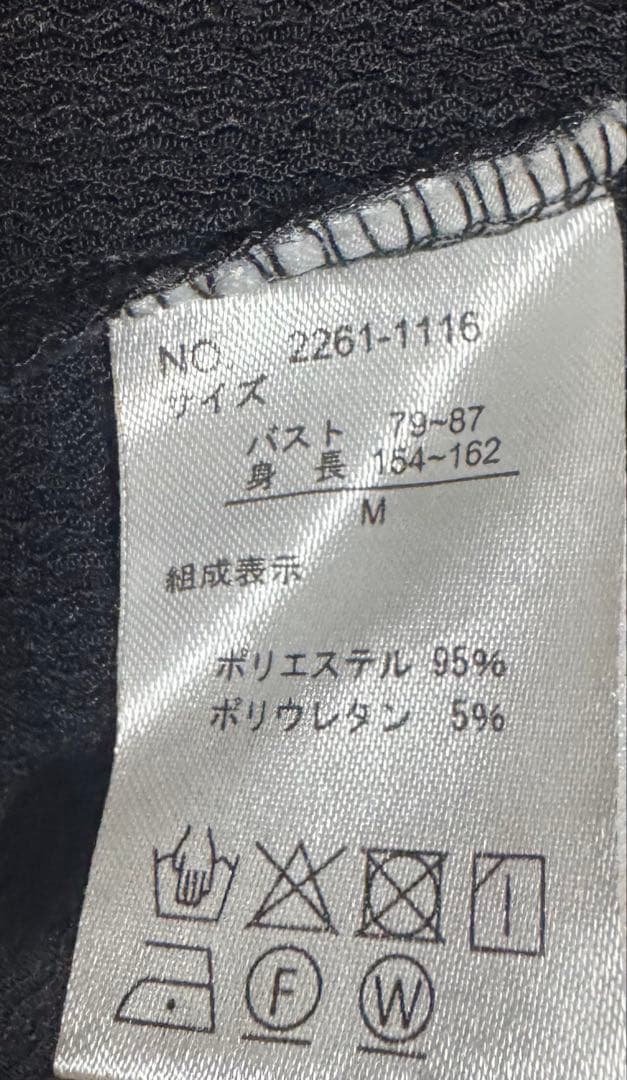 NO. 2261-1116
サイズ
バスト 79~87
身長 154~162
M
組成表示
ポリエステル 95%
ポリウレタン 5%
F W